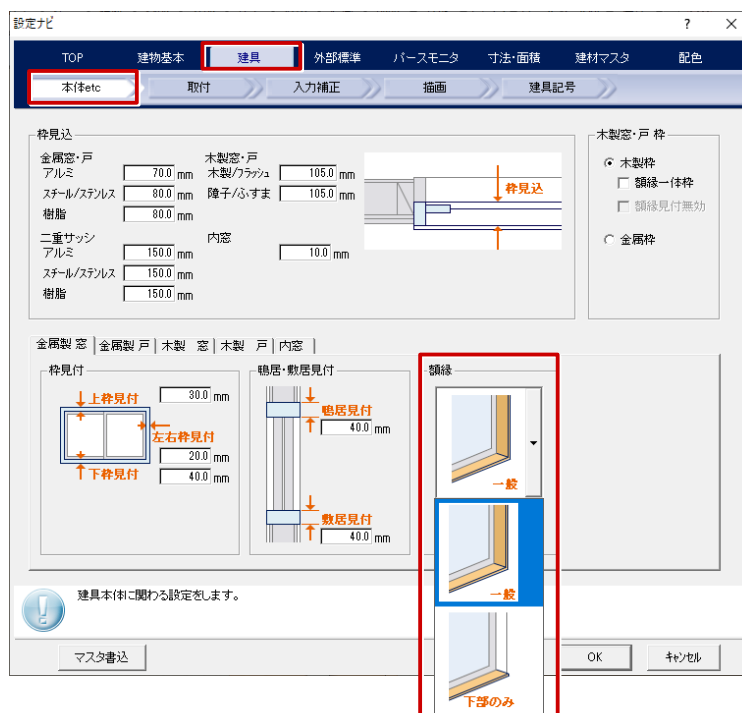 設定ナビ
? ×
TOP 建物基本 建具 外部標準 パースモニタ 寸法・面積 建材マスタ 配色
本体etc 取付 入力補正 描画 建具記号
枠見込
金属窓・戸
アルミ 70.0 mm
スチール/ステンレス 80.0 mm
樹脂 80.0 mm
二重サッシ
アルミ 150.0 mm
スチール/ステンレス 150.0 mm
樹脂 150.0 mm
木製窓・戸
木製/フラッシュ 105.0 mm
障子/ふすま 105.0 mm
内窓
10.0 mm
枠見込
木製窓・戸 枠
木製枠
額縁一体枠
額縁見付無効
金属枠
金属製 窓 金属製 戸 木製 窓 木製 戸 内窓
枠見付
上枠見付 30.0 mm
左右枠見付
20.0 mm
下枠見付 40.0 mm
鴨居・敷居見付
鴨居見付
40.0 mm
敷居見付
40.0 mm
額縁
一般
一般
下部のみ
建具本体に関わる設定をします。
マスタ書込 OK キャンセル